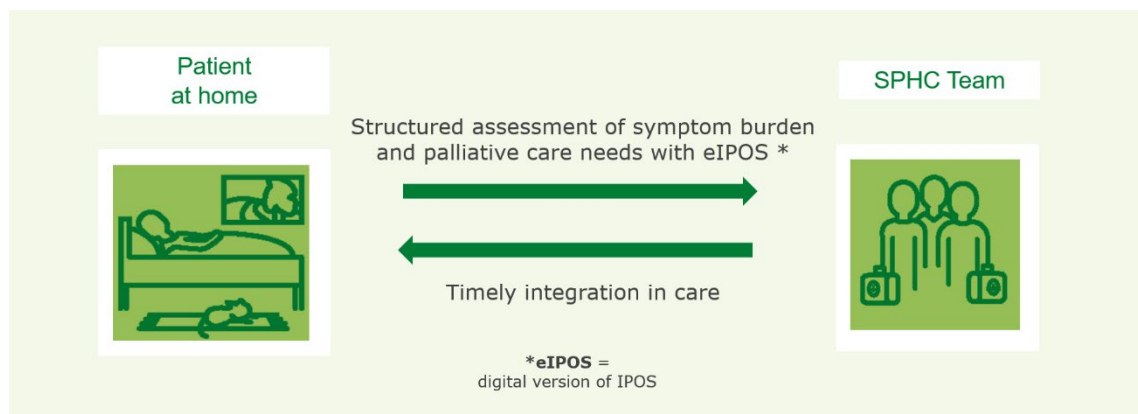 Patient
at home
SPHC Team
Structured assessment of symptom burden
and palliative care needs with eIPOS *
Timely integration in care
*eIPOS =
digital version of IPOS